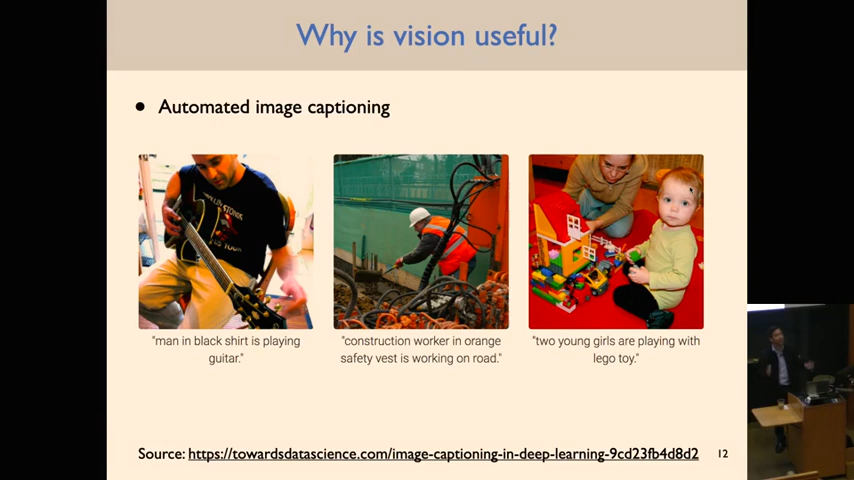 Why is vision useful?
● Automated image captioning
"man in black shirt is playing
guitar."
"construction worker in orange
safety vest is working on road."
"two young girls are playing with
lego toy."
Source: https://towardsdatascience.com/image-captioning-in-deep-learning-9cd23fb4d8d2
12